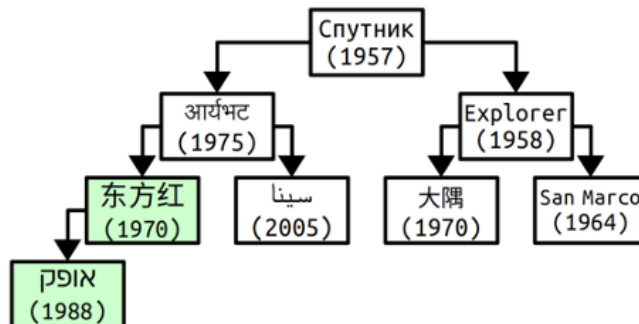 Спутник
(1957)
आर्यभट
(1975)
Explorer
(1958)
东方红
(1970)
سينا
(2005)
大隅
(1970)
San Marco
(1964)
אופק
(1988)